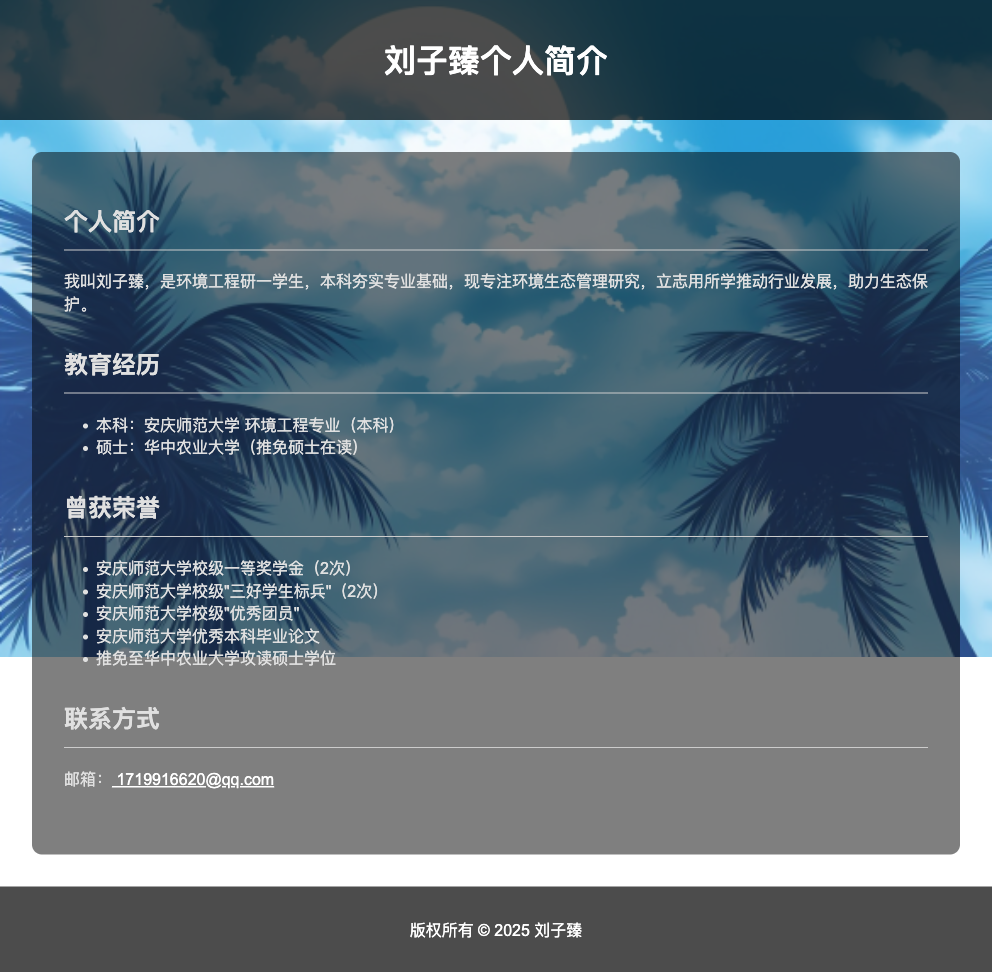 刘子臻个人简介
个人简介
我叫刘子臻，是环境工程研一学生，本科夯实专业基础，现专注环境生态管理研究，立志用所学推动行业发展，助力生态保
护。
教育经历
本科：安庆师范大学 环境工程专业（本科）
硕士：华中农业大学（推免硕士在读）
曾获荣誉
安庆师范大学校级一等奖学金（2次）
安庆师范大学校级"三好学生标兵"（2次）
安庆师范大学校级"优秀团员"
安庆师范大学优秀本科毕业论文
推免至华中农业大学攻读硕士学位
联系方式
邮箱： 1719916620@qq.com
版权所有 © 2025 刘子臻